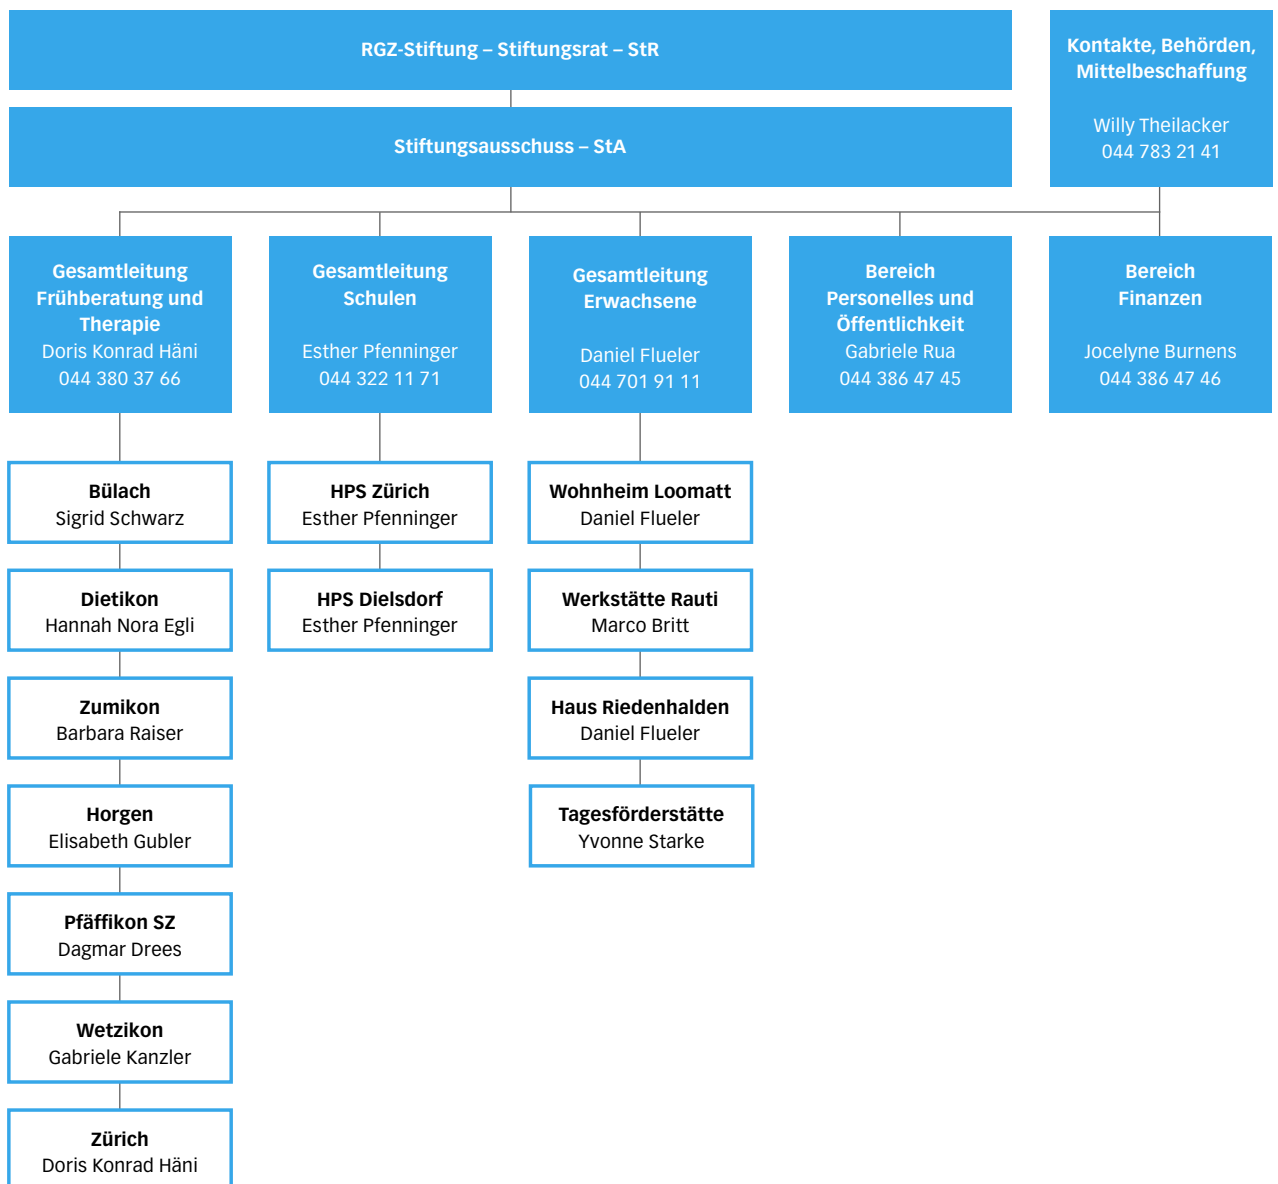 RGZ-Stiftung – Stiftungsrat – StR
Kontakte, Behörden,
Mittelbeschaffung
Willy Theilacker
044 783 21 41
Stiftungsausschuss – StA
Gesamtleitung
Frühberatung und
Therapie
Doris Konrad Häni
044 380 37 66
Gesamtleitung
Schulen
Esther Pfenninger
044 322 11 71
Gesamtleitung
Erwachsene
Daniel Flueler
044 701 91 11
Bereich
Personelles und
Öffentlichkeit
Gabriele Rua
044 386 47 45
Bereich
Finanzen
Jocelyne Burnens
044 386 47 46
Bülach
Sigrid Schwarz
Dietikon
Hannah Nora Egli
Zumikon
Barbara Raiser
Horgen
Elisabeth Gubler
Pfäffikon SZ
Dagmar Drees
Wetzikon
Gabriele Kanzler
Zürich
Doris Konrad Häni
HPS Zürich
Esther Pfenninger
HPS Dielsdorf
Esther Pfenninger
Wohnheim Loomatt
Daniel Flueler
Werkstätte Rauti
Marco Britt
Haus Riedenhalden
Daniel Flueler
Tagesförderstätte
Yvonne Starke